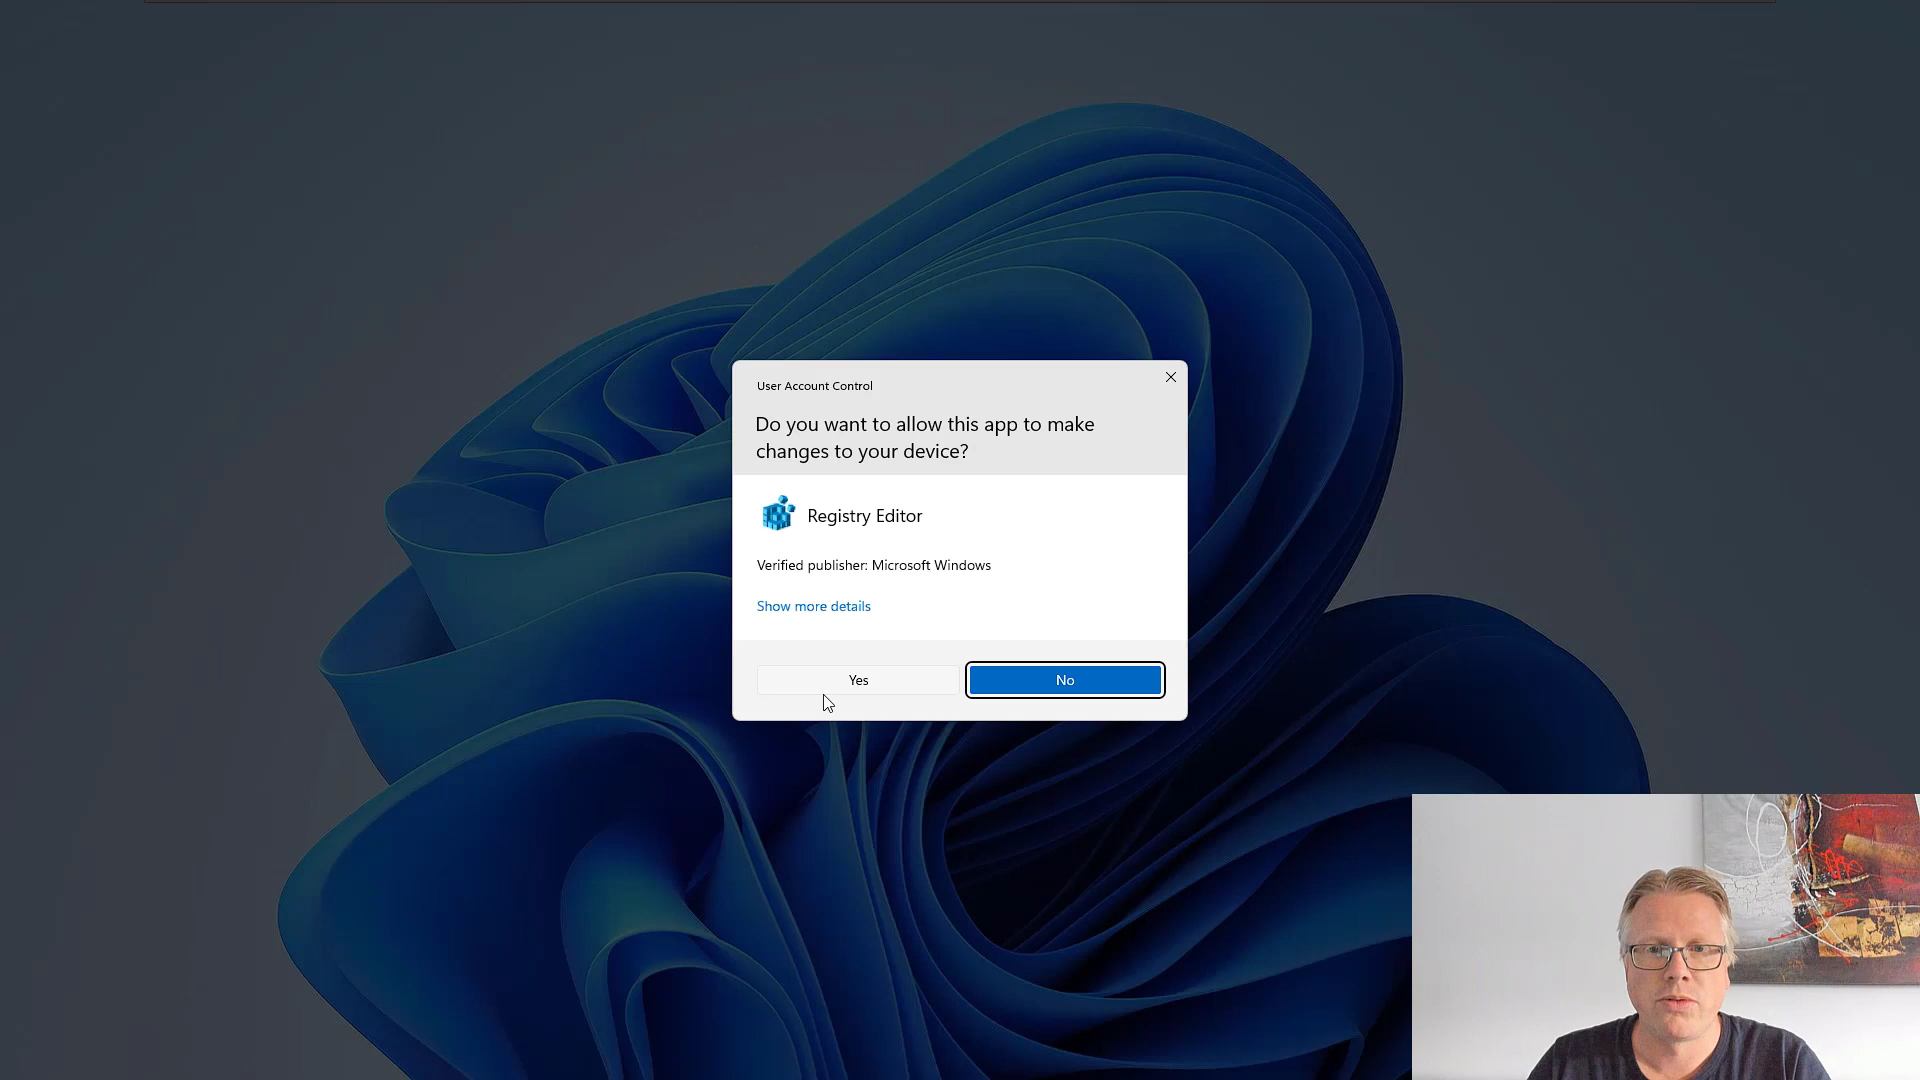 User Account Control
Do you want to allow this app to make
changes to your device?
Registry Editor
Verified publisher: Microsoft Windows
Show more details
Yes
No